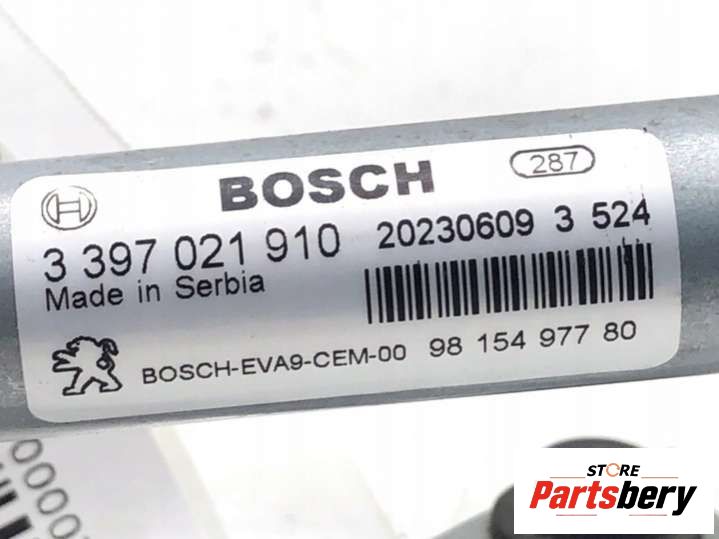 BOSCH
287
3 397 021 910
20230609 3 524
Made in Serbia
BOSCH-EVA9-CEM-00 98 154 977 80
STORE
Partsbery